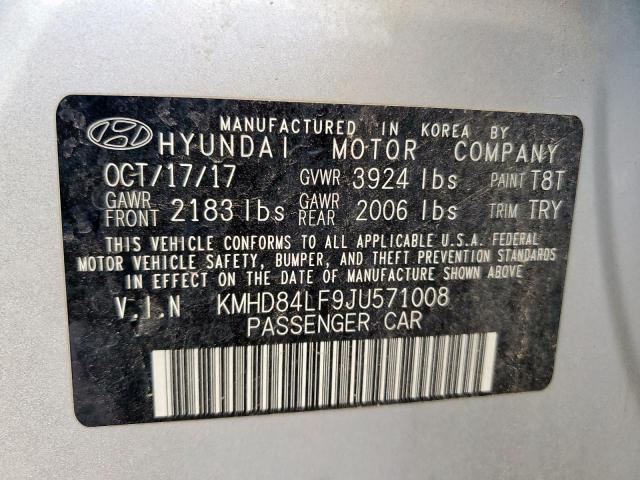 MANUFACTURED IN KOREA BY
HYUNDAI MOTOR COMPANY
OCT/17/17 GVWR 3924 lbs PAINT T8T
GAWR FRONT 2183 lbs GAWR REAR 2006 lbs TRIM TRY
THIS VEHICLE CONFORMS TO ALL APPLICABLE U.S.A. FEDERAL
MOTOR VEHICLE SAFETY, BUMPER, AND THEFT PREVENTION STANDARDS
IN EFFECT ON THE DATE OF MANUFACTURE SHOWN ABOVE.
V.I.N KMHD84LF9JU571008
PASSENGER CAR